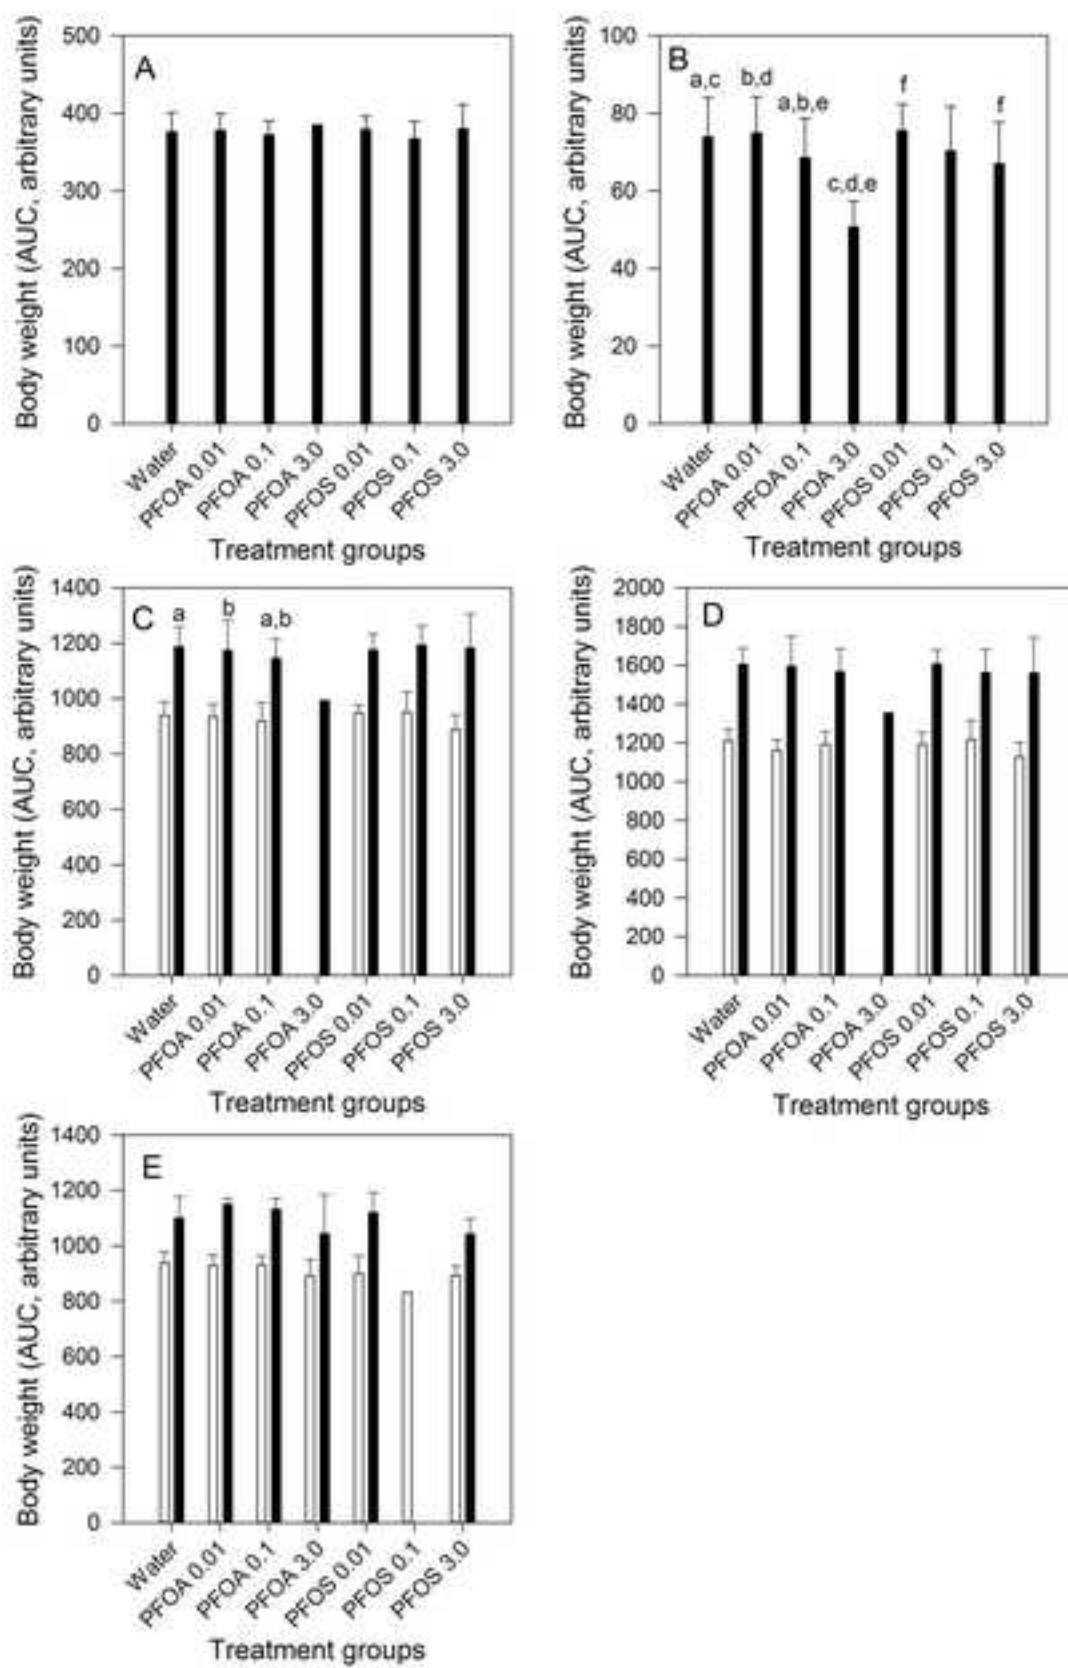 A
Body weight (AUC, arbitrary units)
500
400
300
200
100
0
Water
PFOA 0.01
PFOA 0.1
PFOA 3.0
PFOS 0.01
PFOS 0.1
PFOS 3.0
Treatment groups
B
Body weight (AUC, arbitrary units)
100
80
60
40
20
0
a,c
b,d
a,b,e
c,d,e
f
f
Water
PFOA 0.01
PFOA 0.1
PFOA 3.0
PFOS 0.01
PFOS 0.1
PFOS 3.0
Treatment groups
C
Body weight (AUC, arbitrary units)
1400
1200
1000
800
600
400
200
0
a
b
a,b
Water
PFOA 0.01
PFOA 0.1
PFOA 3.0
PFOS 0.01
PFOS 0.1
PFOS 3.0
Treatment groups
D
Body weight (AUC, arbitrary units)
2000
1800
1600
1400
1200
1000
800
600
400
200
0
Water
PFOA 0.01
PFOA 0.1
PFOA 3.0
PFOS 0.01
PFOS 0.1
PFOS 3.0
Treatment groups
E
Body weight (AUC, arbitrary units)
1400
1200
1000
800
600
400
200
0
Water
PFOA 0.01
PFOA 0.1
PFOA 3.0
PFOS 0.01
PFOS 0.1
PFOS 3.0
Treatment groups